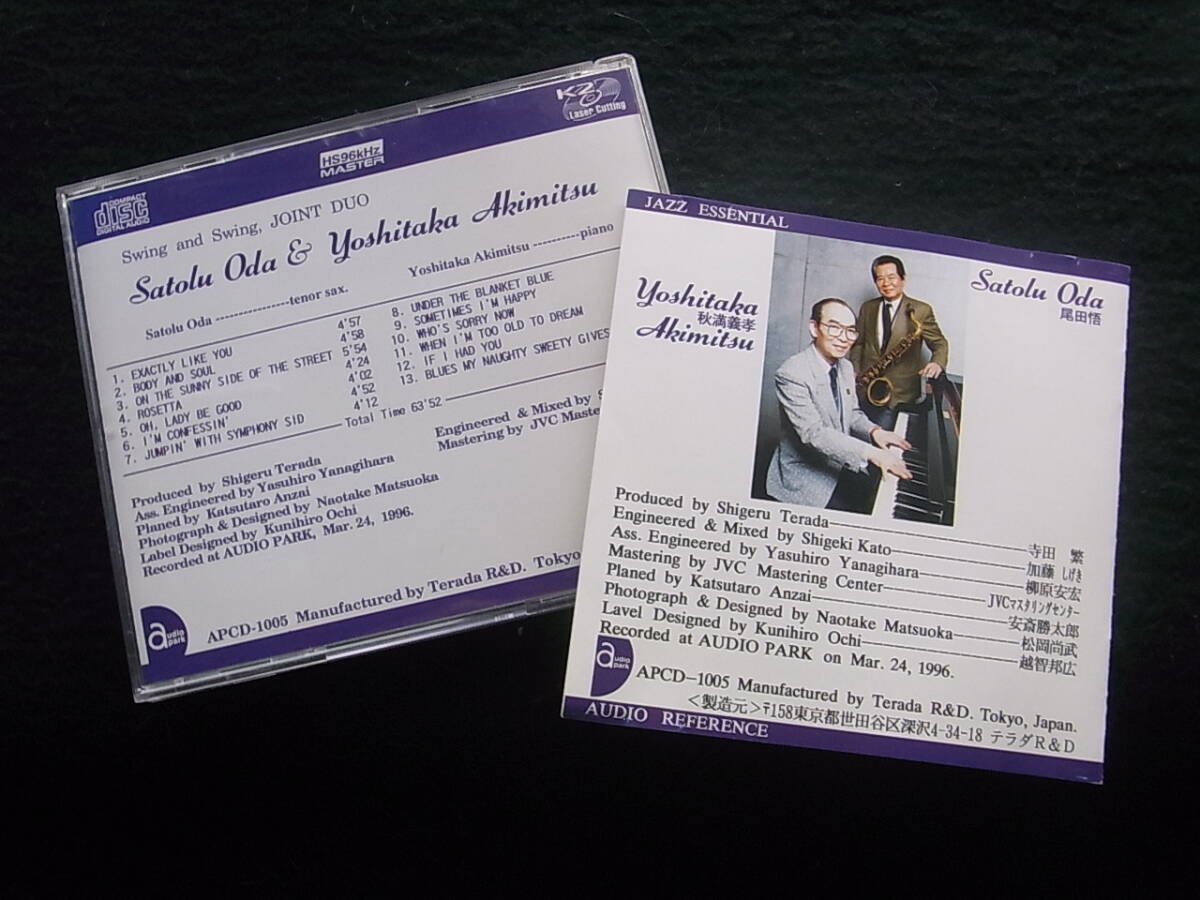 COMPACT
disc
DIGITAL AUDIO
HS96kHz
MASTER
K2
Laser Cutting
Swing and Swing, JOINT DUO
Satolu Oda & Yoshitaka Akimitsu
Satolu Oda ----------------tenor sax.
Yoshitaka Akimitsu ----------piano
1. EXACTLY LIKE YOU 4'57
2. BODY AND SOUL 4'58
3. ON THE SUNNY SIDE OF THE STREET 5'54
4. ROSETTA 4'24
5. OH, LADY BE GOOD 4'02
6. I'M CONFESSIN' 4'52
7. JUMPIN' WITH SYMPHONY SID 4'12
8. UNDER THE BLANKET BLUE
9. SOMETIMES I'M HAPPY
10. WHO'S SORRY NOW
11. WHEN I'M TOO OLD TO DREAM
12. IF I HAD YOU
13. BLUES MY NAUGHTY SWEETY GIVES
Total Time 63'52
Produced by Shigeru Terada
Ass. Engineered by Yasuhiro Yanagihara
Planed by Katsutaro Anzai
Photograph & Designed by Naotake Matsuoka
Label Designed by Kunihiro Ochi
Recorded at AUDIO PARK, Mar. 24, 1996.
Engineered & Mixed by
Mastering by JVC
audio park
APCD-1005 Manufactured by Terada R&D. Tokyo
JAZZ ESSENTIAL
Yoshitaka
秋満義孝
Akimitsu
Satolu Oda
尾田悟
Produced by Shigeru Terada 寺田 繁
Engineered & Mixed by Shigeki Kato 加藤 しげき
Ass. Engineered by Yasuhiro Yanagihara 柳原安宏
Mastering by JVC Mastering Center JVCマスタリングセンター
Planed by Katsutaro Anzai 安斎勝太郎
Photograph & Designed by Naotake Matsuoka 松岡尚武
Lavel Designed by Kunihiro Ochi 越智邦広
Recorded at AUDIO PARK on Mar. 24, 1996.
audio park
APCD-1005 Manufactured by Terada R&D. Tokyo, Japan.
<製造元>〒158東京都世田谷区深沢4-34-18 テラダR&D
AUDIO REFERENCE